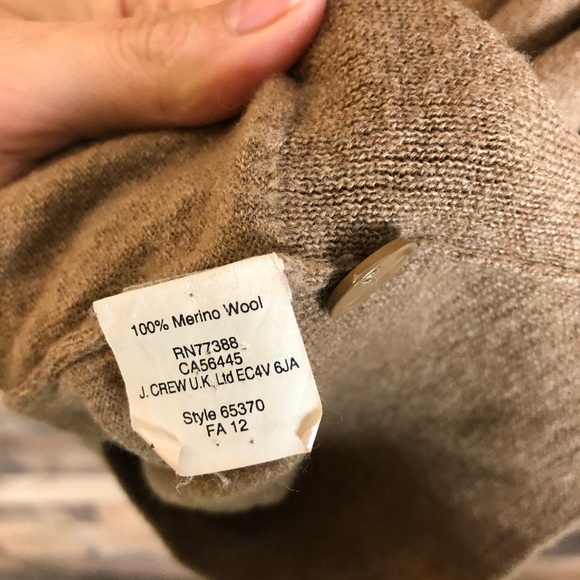 100% Merino Wool
RN77388
CA56445
J. CREW U.K. Ltd EC4V 6JA
Style 65370
FA 12